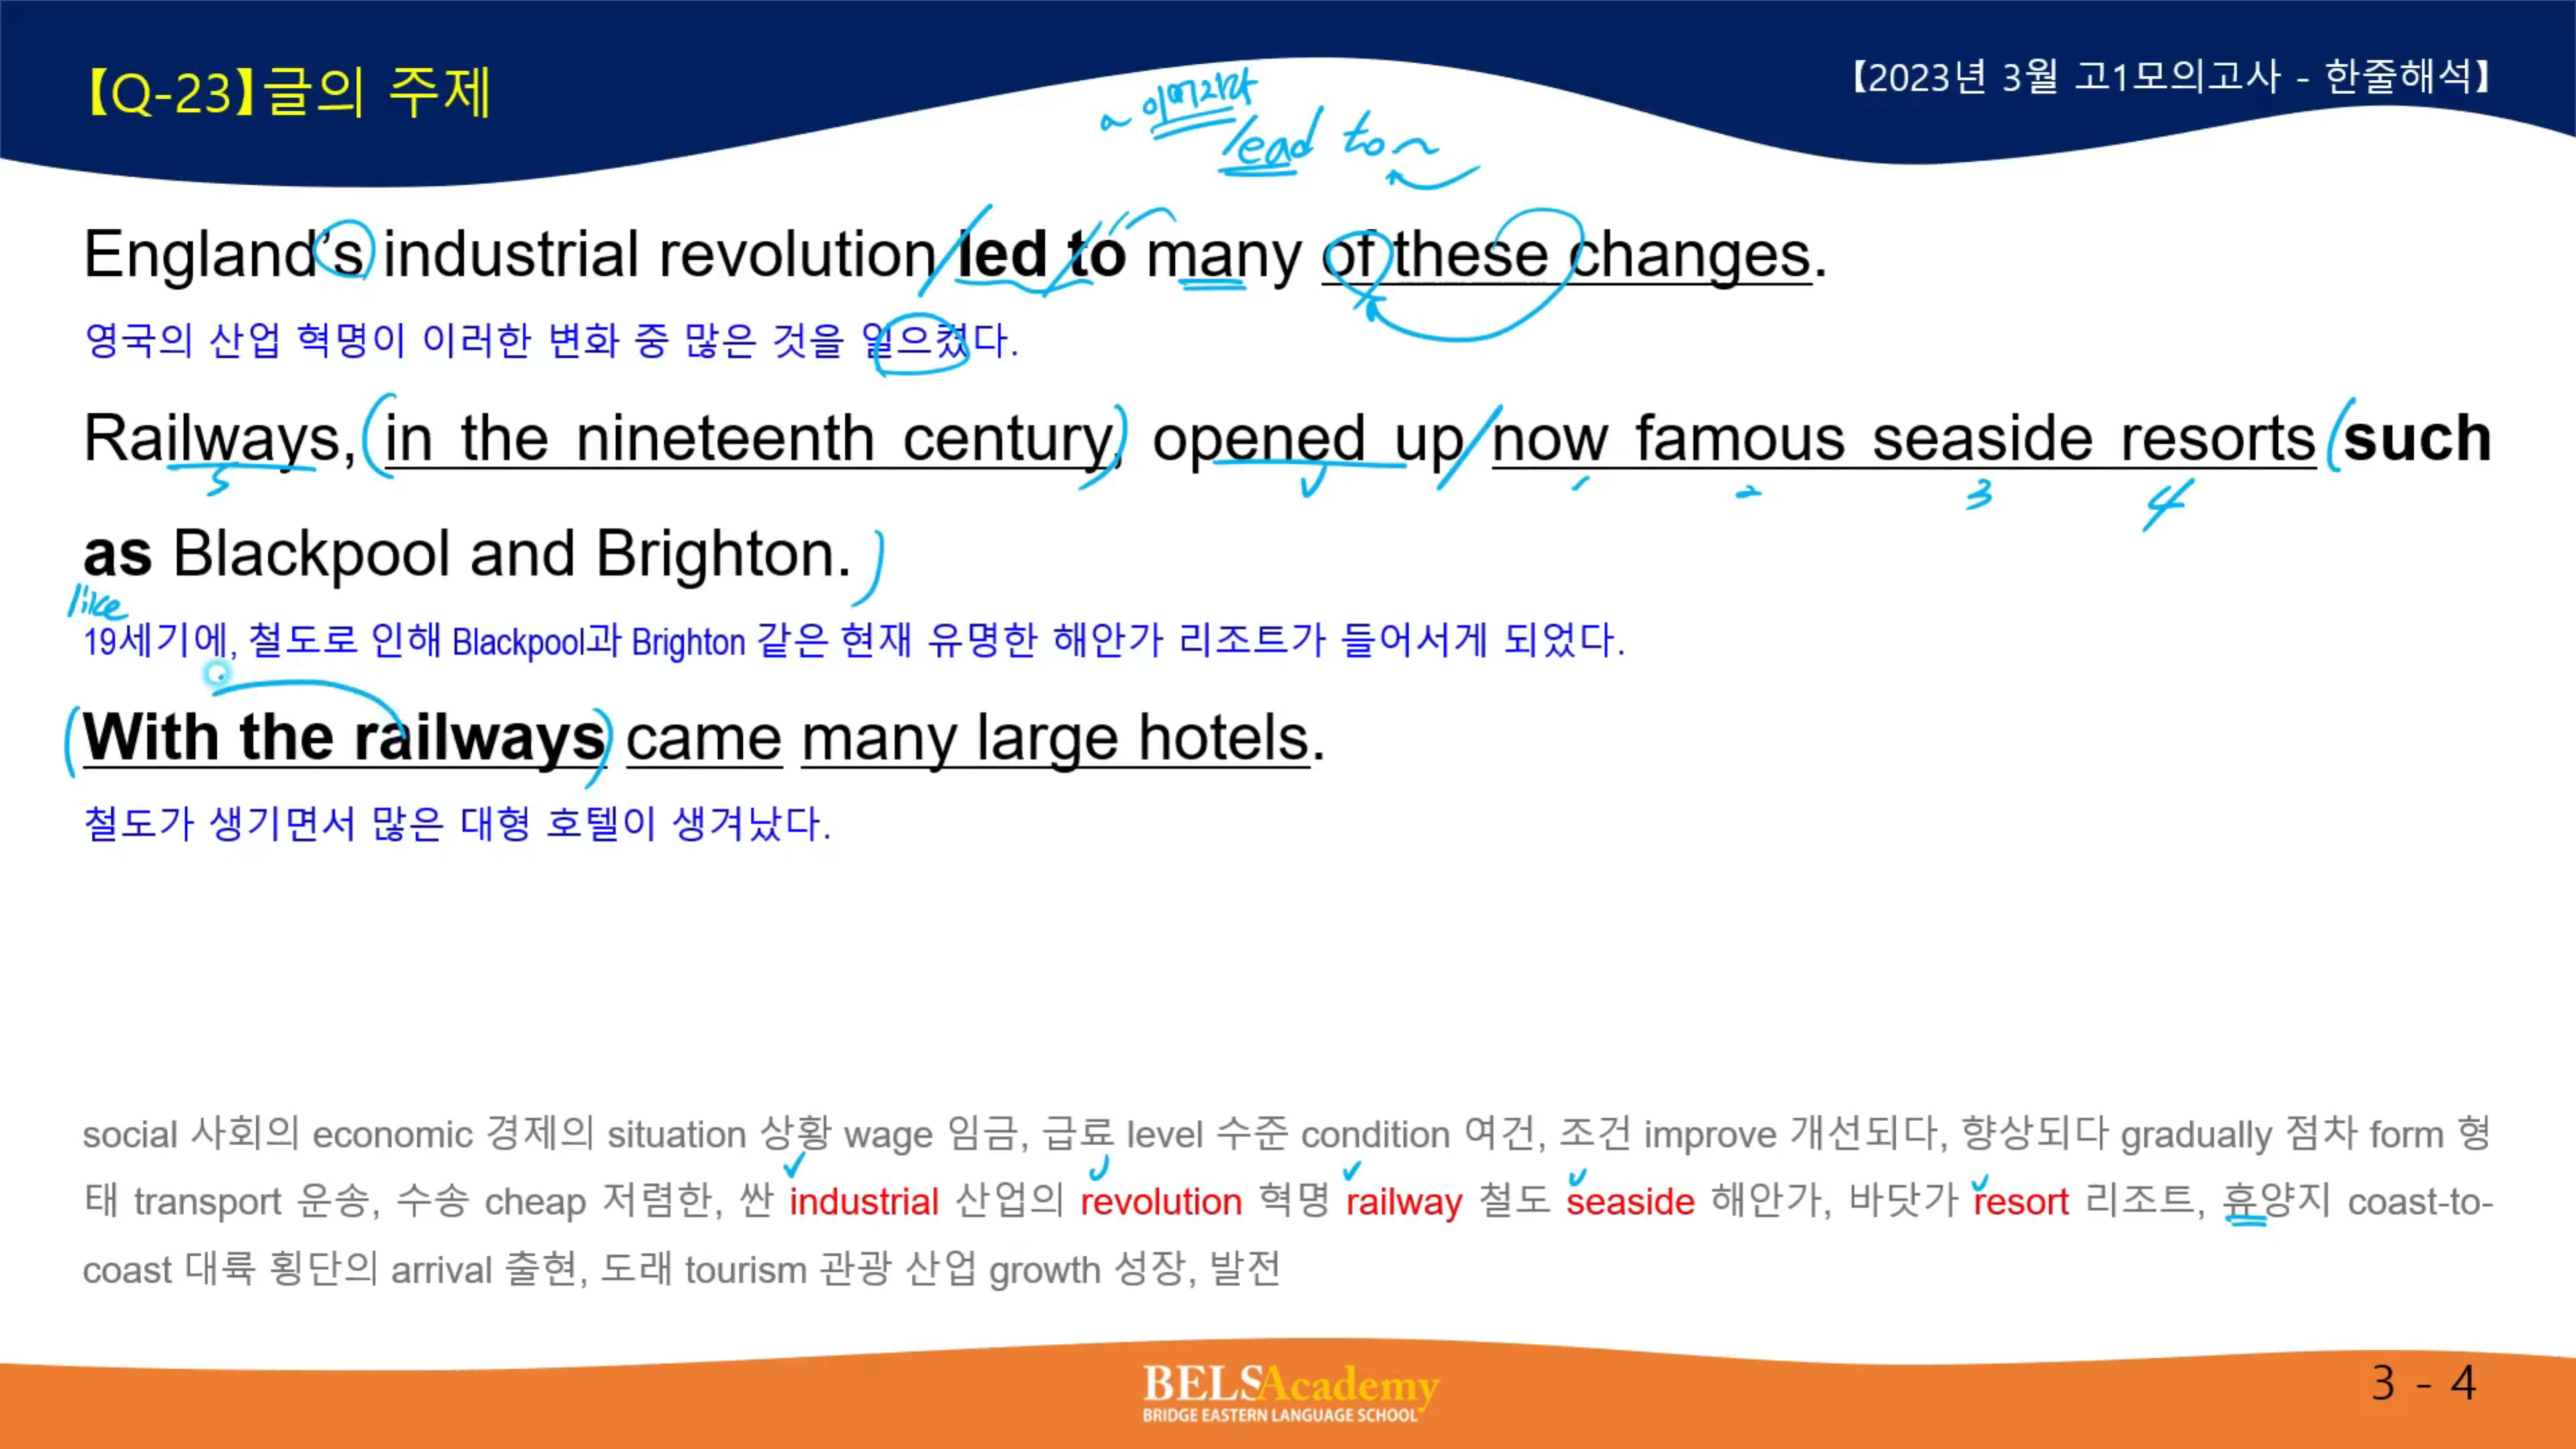 【Q-23】글의 주제
【2023년 3월 고1모의고사 - 한줄해석】
lead to~
England's industrial revolution led to many of these changes.
영국의 산업 혁명이 이러한 변화 중 많은 것을 일으켰다.
Railways, in the nineteenth century, opened up now famous seaside resorts such
S V 1 2 3 4
as Blackpool and Brighton.
like
19세기에, 철도로 인해 Blackpool과 Brighton 같은 현재 유명한 해안가 리조트가 들어서게 되었다.
With the railways came many large hotels.
철도가 생기면서 많은 대형 호텔이 생겨났다.
social 사회의 economic 경제의 situation 상황 wage 임금, 급료 level 수준 condition 여건, 조건 improve 개선되다, 향상되다 gradually 점차 form 형
태 transport 운송, 수송 cheap 저렴한, 싼 industrial 산업의 revolution 혁명 railway 철도 seaside 해안가, 바닷가 resort 리조트, 휴양지 coast-to-
coast 대륙 횡단의 arrival 출현, 도래 tourism 관광 산업 growth 성장, 발전
BELSAcademy
BRIDGE EASTERN LANGUAGE SCHOOL
3 - 4